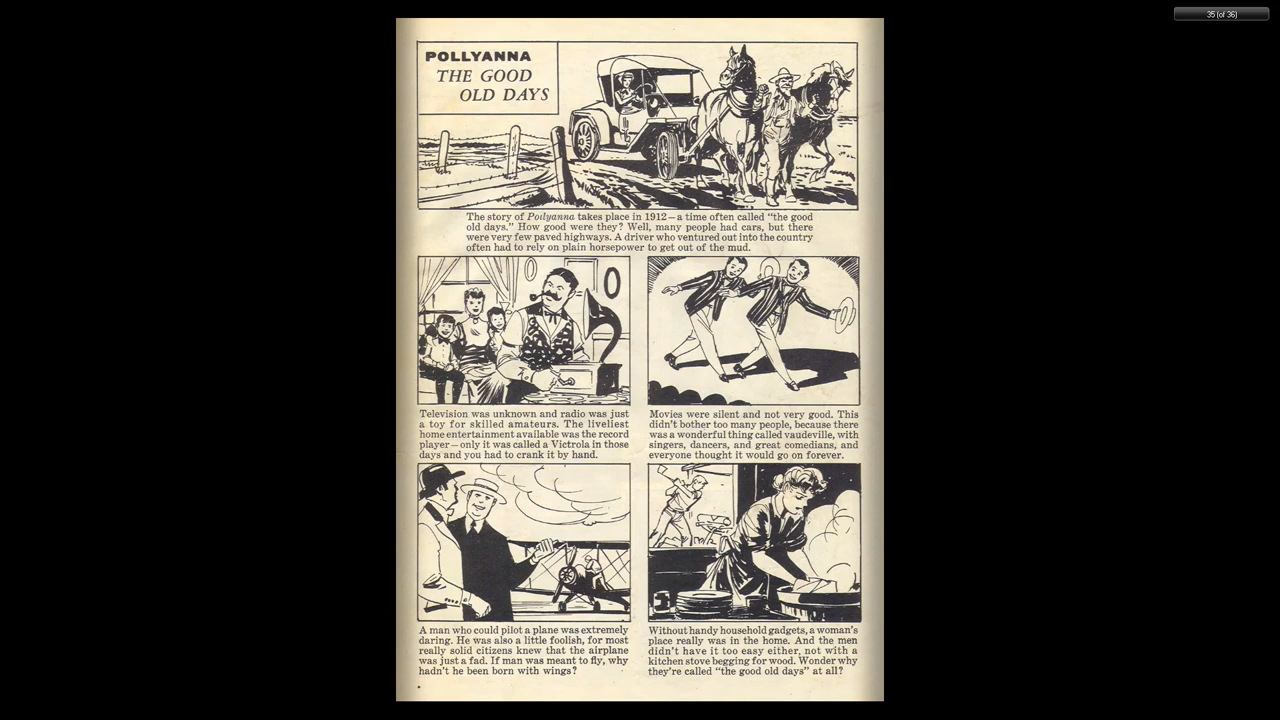 35 (of 36)
POLLYANNA
THE GOOD
OLD DAYS
The story of Pollyanna takes place in 1912—a time often called "the good
old days." How good were they? Well, many people had cars, but there
were very few paved highways. A driver who ventured out into the country
often had to rely on plain horsepower to get out of the mud.
Television was unknown and radio was just
a toy for skilled amateurs. The liveliest
home entertainment available was the record
player—only it was called a Victrola in those
days and you had to crank it by hand.
Movies were silent and not very good. This
didn't bother too many people, because there
was a wonderful thing called vaudeville, with
singers, dancers, and great comedians, and
everyone thought it would go on forever.
A man who could pilot a plane was extremely
daring. He was also a little foolish, for most
really solid citizens knew that the airplane
was just a fad. If man was meant to fly, why
hadn't he been born with wings?
Without handy household gadgets, a woman's
place really was in the home. And the men
didn't have it too easy either, not with a
kitchen stove begging for wood. Wonder why
they're called "the good old days" at all?